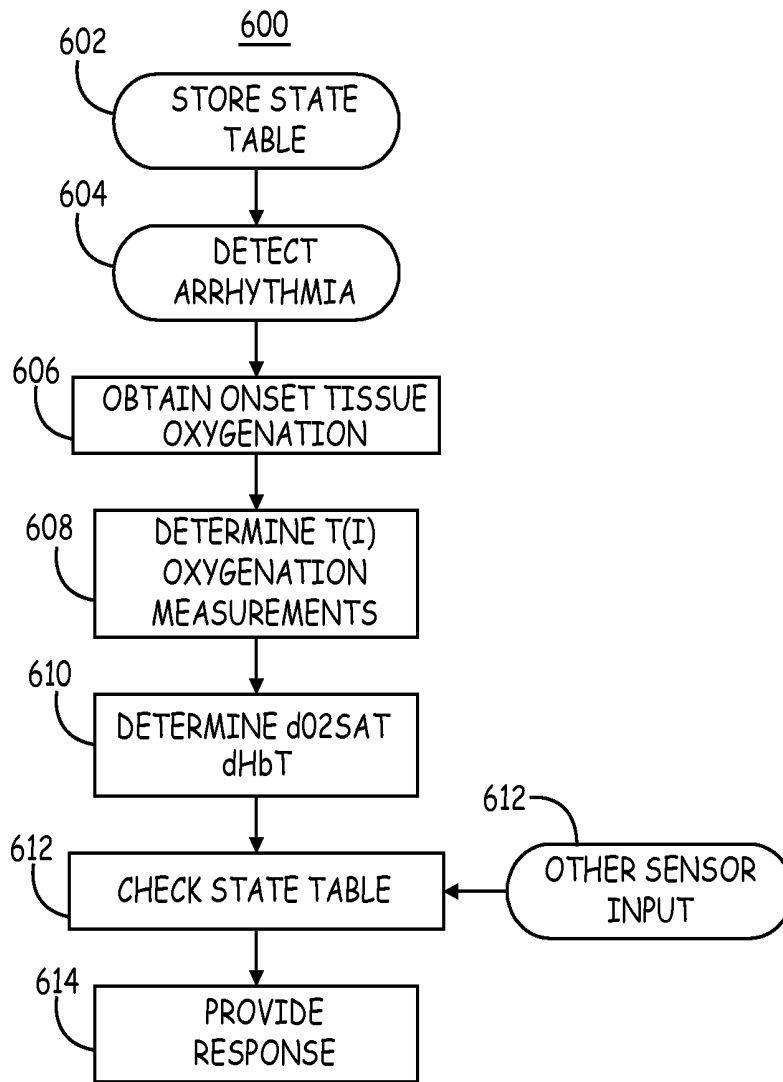 600
602
STORE STATE
TABLE
604
DETECT
ARRHYTHMIA
606
OBTAIN ONSET TISSUE
OXYGENATION
608
DETERMINE T(I)
OXYGENATION
MEASUREMENTS
610
DETERMINE d02SAT
dHbT
612
CHECK STATE TABLE
612
OTHER SENSOR
INPUT
614
PROVIDE
RESPONSE